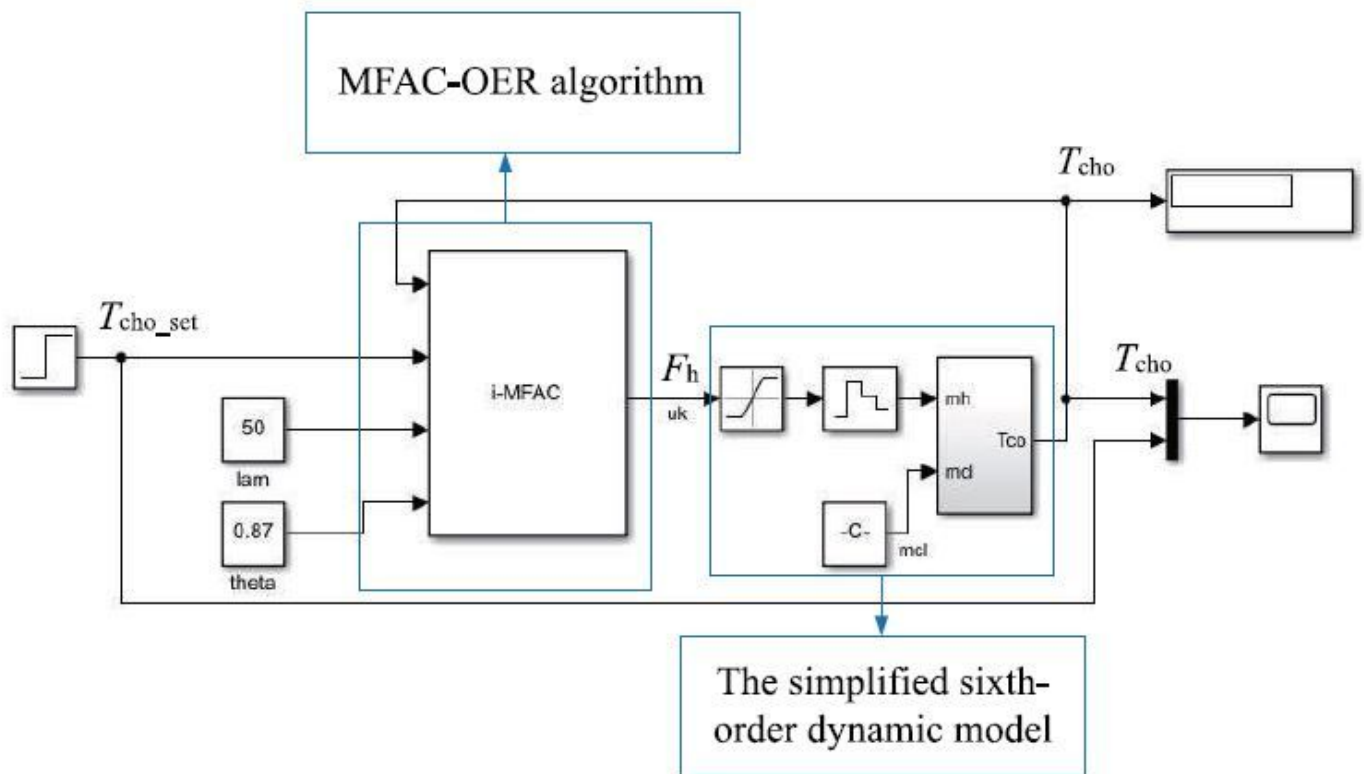 MFAC-OER algorithm
Tcho
Tcho_set
i-MFAC
Fh
uk
50
lam
0.87
theta
mh
Tco
mcl
-C-
mcl
Tcho
The simplified sixth-
order dynamic model